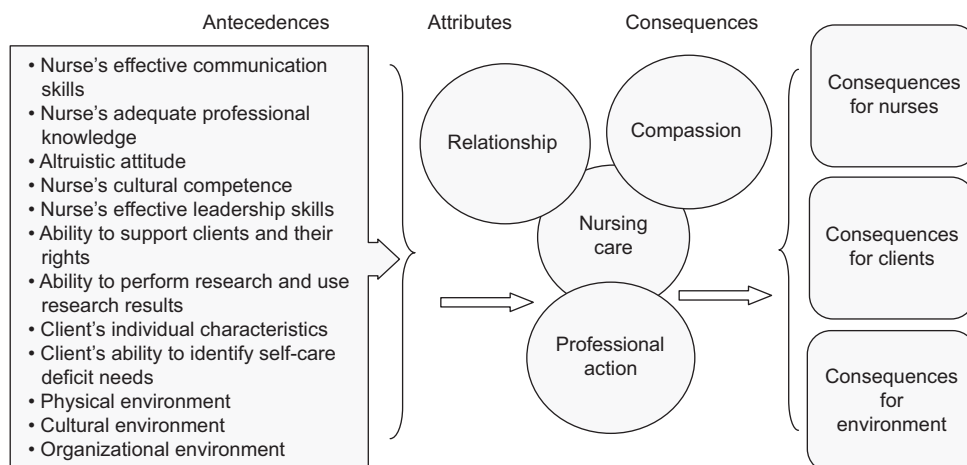 Antecedences
Attributes
Consequences
• Nurse's effective communication
skills
• Nurse's adequate professional
knowledge
• Altruistic attitude
• Nurse's cultural competence
• Nurse's effective leadership skills
• Ability to support clients and their
rights
• Ability to perform research and use
research results
• Client's individual characteristics
• Client's ability to identify self-care
deficit needs
• Physical environment
• Cultural environment
• Organizational environment
Relationship
Compassion
Nursing
care
Professional
action
Consequences
for nurses
Consequences
for clients
Consequences
for
environment